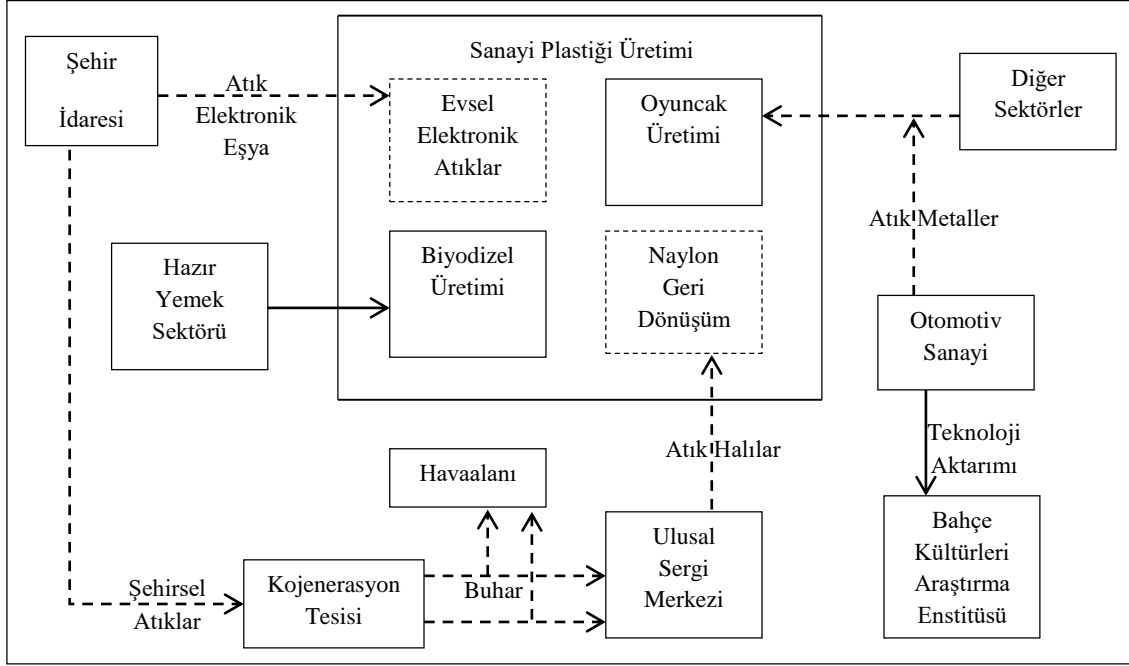 Sanayi Plastiği Üretimi
Şehir
İdaresi
Atık
Elektronik
Eşya
Evsel
Elektronik
Atıklar
Oyuncak
Üretimi
Diğer
Sektörler
Atık Metaller
Hazır
Yemek
Sektörü
Biyodizel
Üretimi
Naylon
Geri
Dönüşüm
Otomotiv
Sanayi
Teknoloji
Aktarımı
Atık Halılar
Havaalanı
Şehirsel
Atıklar
Kojenerasyon
Tesisi
Buhar
Ulusal
Sergi
Merkezi
Bahçe
Kültürleri
Araştırma
Enstitüsü